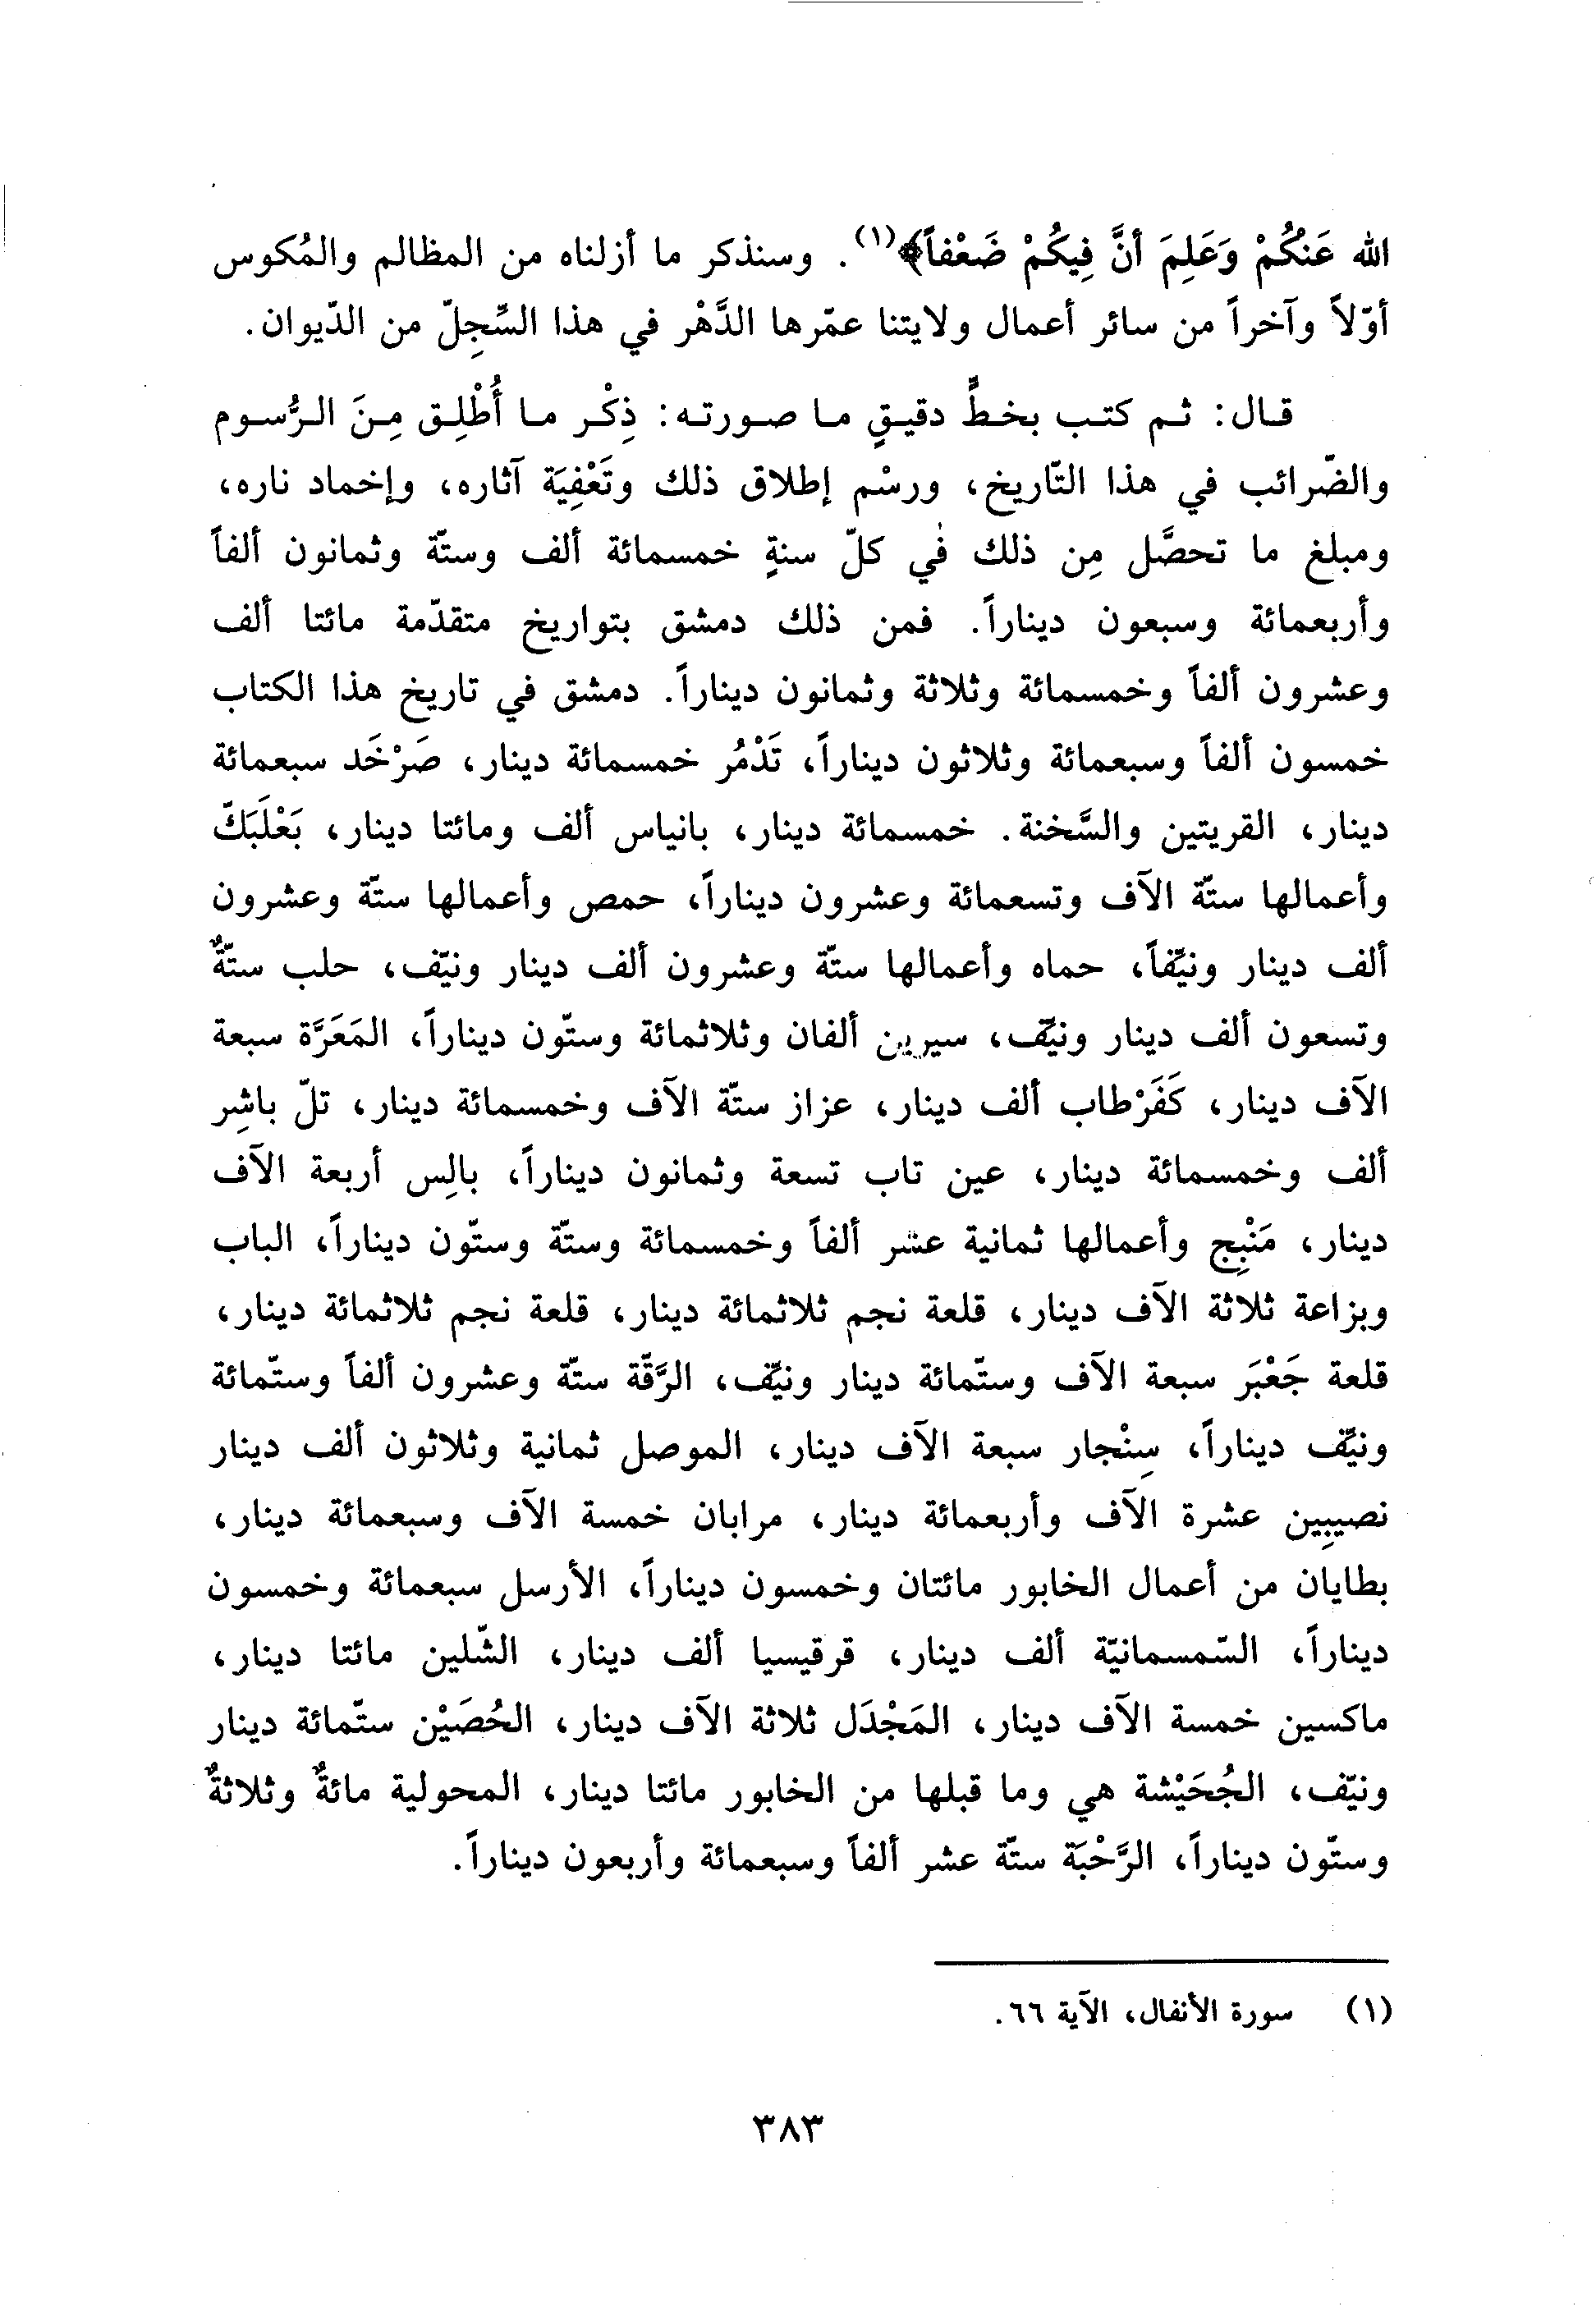 الله عَنْكُمْ وَعَلِمَ أنَّ فِيكُمْ ضَعْفاً﴾(١). وسنذكر ما أزلناه من المظالم والمُكوس
أوّلاً وآخراً من سائر أعمال ولايتنا عمّرها الدَّهْر في هذا السِّجِلّ من الدّيوان.
قال: ثم كتب بخطٍّ دقيقٍ ما صورته: ذِكْر ما أُطْلِق مِنَ الرُّسوم
والضّرائب في هذا التّاريخ، ورسْم إطلاق ذلك وتَعْفِيَة آثاره، وإخماد ناره،
ومبلغ ما تحصَّل مِن ذلك في كلّ سنةٍ خمسمائة ألف وستّة وثمانون ألفاً
وأربعمائة وسبعون ديناراً. فمن ذلك دمشق بتواريخ متقدّمة مائتا ألف
وعشرون ألفاً وخمسمائة وثلاثة وثمانون ديناراً. دمشق في تاريخ هذا الكتاب
خمسون ألفاً وسبعمائة وثلاثون ديناراً، تَدْمُر خمسمائة دينار، صَرْخَد سبعمائة
دينار، القريتين والسَّخنة. خمسمائة دينار، بانياس ألف ومائتا دينار، بَعْلَبَكّ
وأعمالها ستّة الآف وتسعمائة وعشرون ديناراً، حمص وأعمالها ستّة وعشرون
ألف دينار ونيّفاً، حماه وأعمالها ستّة وعشرون ألف دينار ونيّف، حلب ستّةٌ
وتسعون ألف دينار ونيّف، سيرين ألفان وثلاثمائة وستّون ديناراً، المَعَرَّة سبعة
الآف دينار، كَفَرْطاب ألف دينار، عزاز ستّة الآف وخمسمائة دينار، تلّ باشِر
ألف وخمسمائة دينار، عين تاب تسعة وثمانون ديناراً، بالِس أربعة الآف
دينار، مَنْبِج وأعمالها ثمانية عشر ألفاً وخمسمائة وستّة وستّون ديناراً، الباب
وبزاعة ثلاثة الآف دينار، قلعة نجم ثلاثمائة دينار، قلعة نجم ثلاثمائة دينار،
قلعة جَعْبَر سبعة الآف وستّمائة دينار ونيّف، الرَّقّة ستّة وعشرون ألفاً وستّمائة
ونيّف ديناراً، سِنْجار سبعة الآف دينار، الموصل ثمانية وثلاثون ألف دينار
نصيبِين عشرة الآف وأربعمائة دينار، مرابان خمسة الآف وسبعمائة دينار،
بطايان من أعمال الخابور مائتان وخمسون ديناراً، الأرسل سبعمائة وخمسون
ديناراً، السّمسمانيّة ألف دينار، قرقيسيا ألف دينار، الشّلين مائتا دينار،
ماكسين خمسة الآف دينار، المَجْدَل ثلاثة الآف دينار، الحُصَيْن ستّمائة دينار
ونيّف، الجُحَيْشة هي وما قبلها من الخابور مائتا دينار، المحولية مائةٌ وثلاثةٌ
وستّون ديناراً، الرَّحْبَة ستّة عشر ألفاً وسبعمائة وأربعون ديناراً.
(١) سورة الأنفال، الآية ٦٦.
٣٨٣